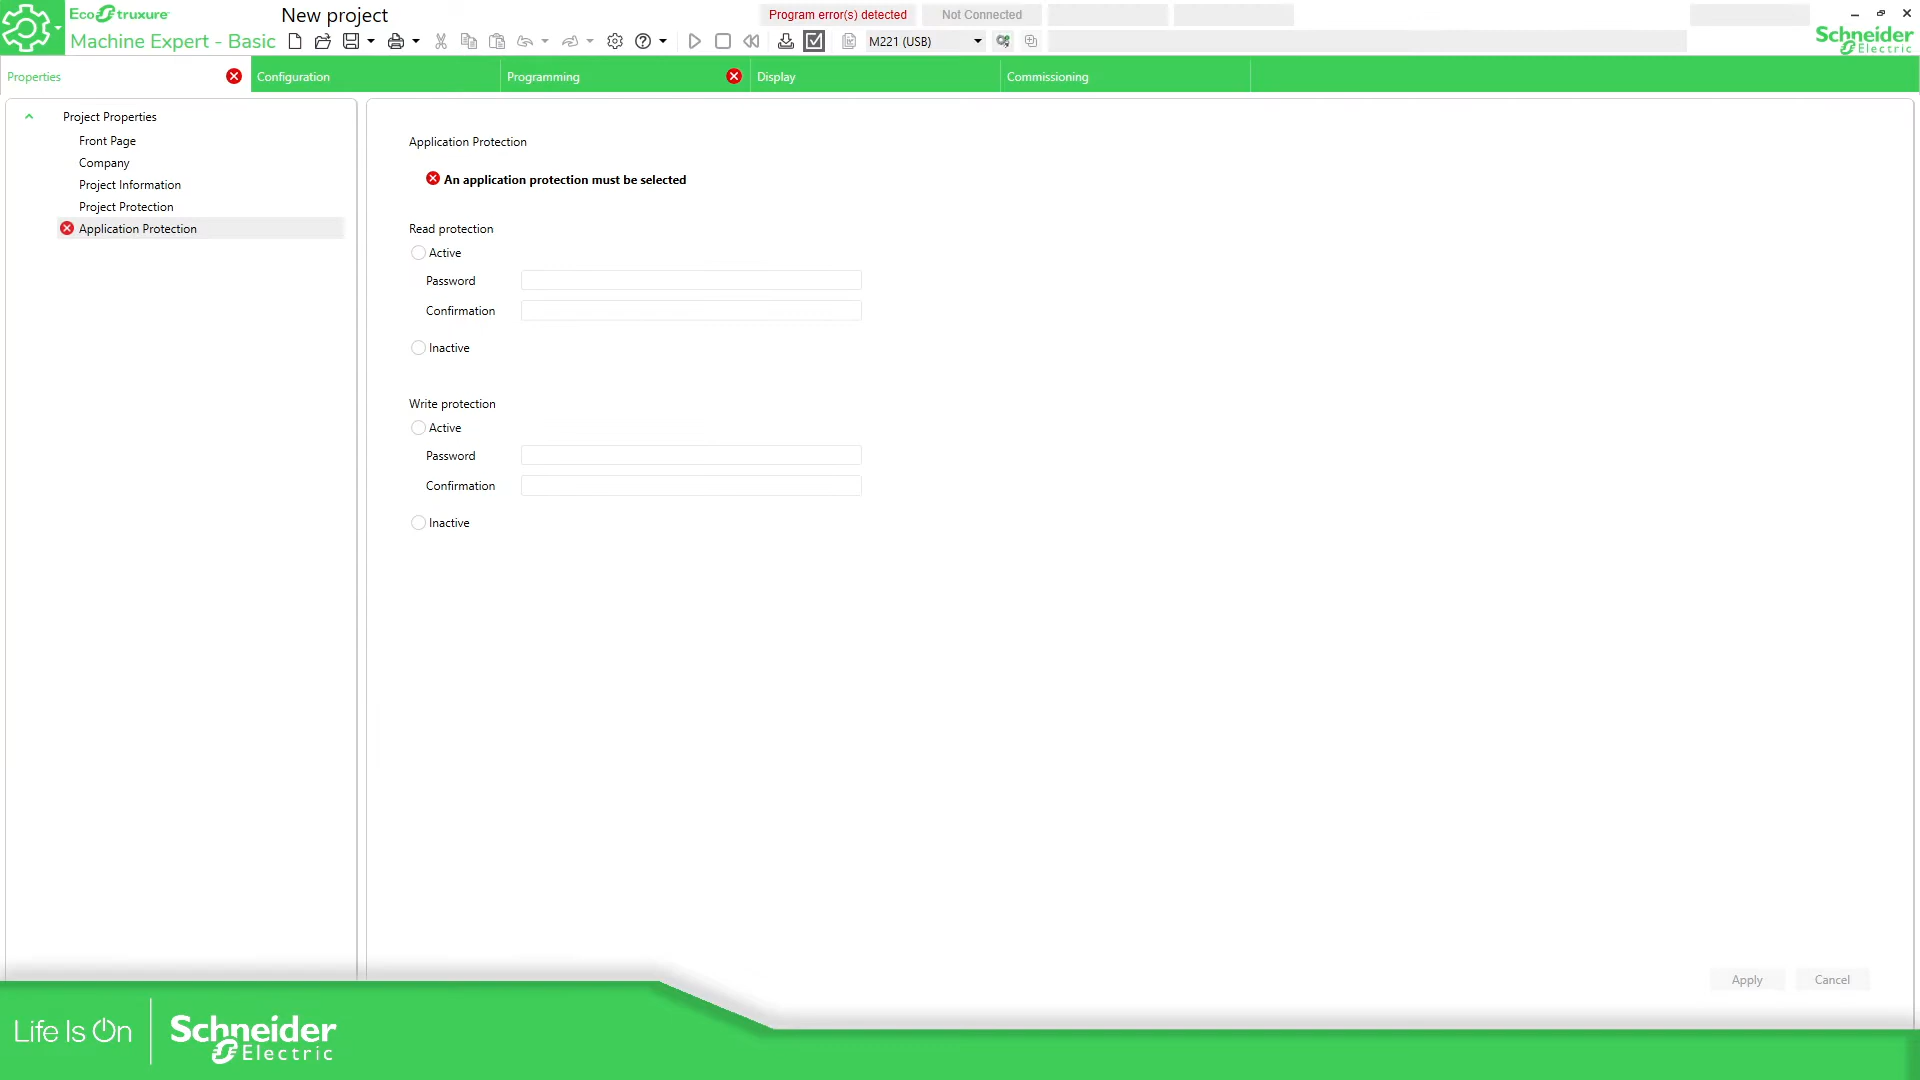 EcoStruxure
New project
Program error(s) detected
Not Connected
Machine Expert - Basic
M221 (USB)
Schneider
Electric
Properties
Configuration
Programming
Display
Commissioning
Project Properties
Front Page
Company
Project Information
Project Protection
Application Protection
Application Protection
An application protection must be selected
Read protection
Active
Password
Confirmation
Inactive
Write protection
Active
Password
Confirmation
Inactive
Apply
Cancel
Life Is On
Schneider
Electric